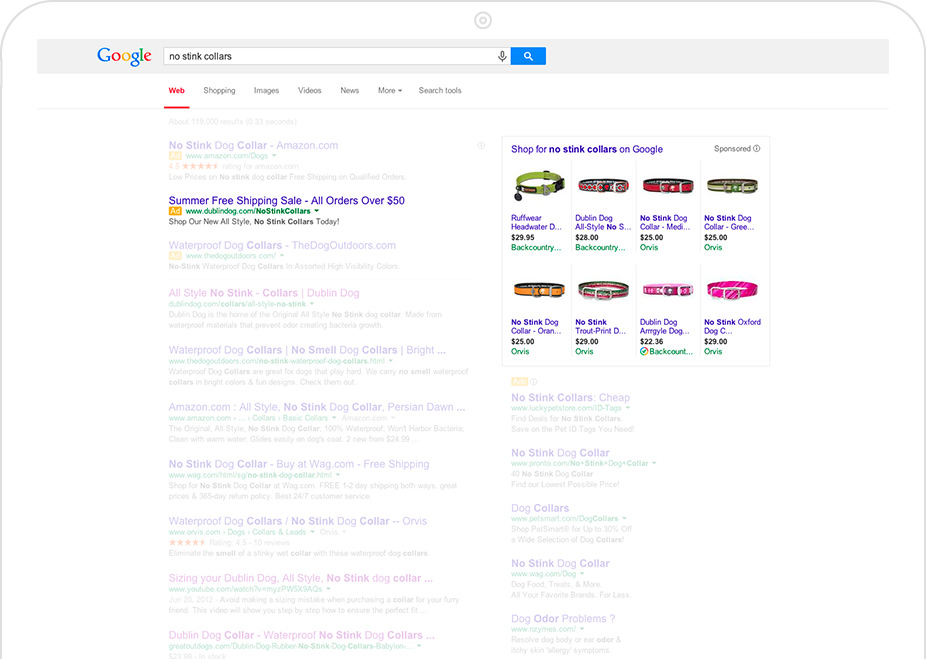 Google
no stink collars
Web Shopping Images Videos News More Search tools
About 119,000 results (0.33 seconds)
No Stink Dog Collar - Amazon.com
Ad www.amazon.com/Dogs
4.5 ★★★★★ rating for amazon.com
Low Prices on No stink dog collar Free Shipping on Qualified Orders.
Summer Free Shipping Sale - All Orders Over $50
Ad www.dublindog.com/NoStinkCollars
Shop Our New All Style, No Stink Collars Today!
Waterproof Dog Collars - TheDogOutdoors.com
Ad www.thedogoutdoors.com/
No-Stink Waterproof Dog Collars In Assorted High Visibility Colors.
All Style No Stink - Collars | Dublin Dog
dublindog.com/collars/all-style-no-stink
Dublin Dog is the home of the Original All Style No Stink Dog collar. Made from
waterproof materials that prevent odor creating bacteria growth.
Waterproof Dog Collars | No Smell Dog Collars | Bright ...
www.thedogoutdoors.com/no-stink-waterproof-dog-collars.html
Waterproof Dog Collars are great for dogs that play hard. We carry no smell waterproof
collars in bright colors & fun designs. Check them out.
Amazon.com : All Style, No Stink Dog Collar, Persian Dawn ...
www.amazon.com › ... › Collars › Basic Collars Amazon.com
The Original, All Style, No Stink Dog Collar; 100% Waterproof; Won't Harbor Bacteria;
Clean with warm water. Glides easily on dog's coat. 2 new from $24.99 ...
No Stink Dog Collar - Buy at Wag.com - Free Shipping
www.wag.com/html/sg/no-stink-dog-collar.html
Shop for No Stink Dog Collar at Wag.com. FREE 1-2 day shipping both ways, great
prices & 365-day return policy. Best 24/7 customer service.
Waterproof Dog Collars / No Stink Dog Collar -- Orvis
www.orvis.com › Dogs › Collars & Leads Orvis
★★★★★ Rating: 4.5 - 10 reviews
Eliminate the smell of a stinky wet collar with these waterproof dog collars.
Sizing your Dublin Dog, All Style, No Stink dog collar ...
www.youtube.com/watch?v=myzPW5X9AQs
Jun 20, 2012 - Avoid making a sizing mistake when purchasing a collar for your furry
friend. This video will show you step by step how to ensure the perfect fit ...
Dublin Dog Collar - Waterproof No Stink Dog Collars ...
greatoutdogs.com/Dublin-Dog-Rubber-No-Stink-Dog-Collars-Babylon-...
$23.99 - In stock
Shop for no stink collars on Google Sponsored
Ruffwear
Headwater D...
$29.95
Backcountry...
Dublin Dog
All-Style No S...
$28.00
Backcountry...
No Stink Dog
Collar - Medi...
$25.00
Orvis
No Stink Dog
Collar - Gree...
$25.00
Orvis
No Stink Dog
Collar - Oran...
$25.00
Orvis
No Stink
Trout-Print D...
$29.00
Orvis
Dublin Dog
Arrgyle Dog...
$22.36
Backcount...
No Stink Oxford
Dog C...
$29.00
Orvis
Ads
No Stink Collars: Cheap
www.luckypetstore.com/ID-Tags
Find Deals for No Stink Collars.
Save on the Pet ID Tags You Need!
No Stink Dog Collar
www.pronto.com/No+Stink+Dog+Collar
40 No Stink Dog Collar
Find our Lowest Possible Price!
Dog Collars
www.petsmart.com/DogCollars
Shop PetSmart® for Up to 30% Off
a Wide Selection of Dog Collars!
No Stink Dog Collar
www.wag.com/Dog
Dog Food, Treats, & More.
All Your Favorite Brands. For Less.
Dog Odor Problems ?
www.nzymes.com/
Resolve dog body or ear odor &
itchy skin 'allergy' symptoms.